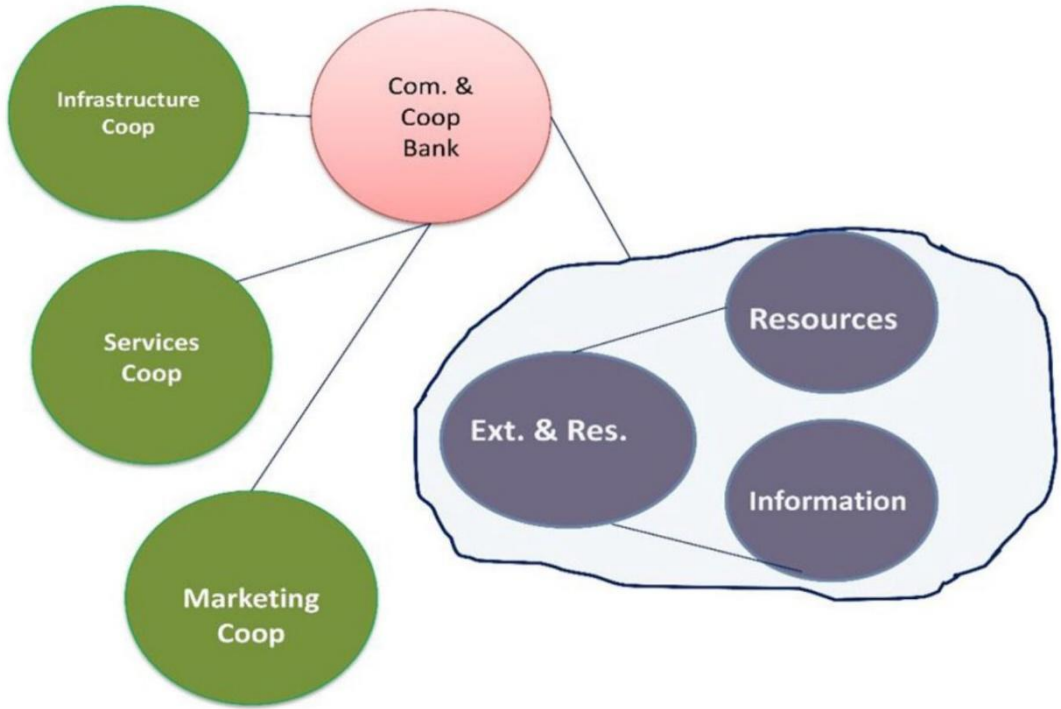 Infrastructure
Coop
Com. &
Coop
Bank
Services
Coop
Marketing
Coop
Resources
Ext. & Res.
Information